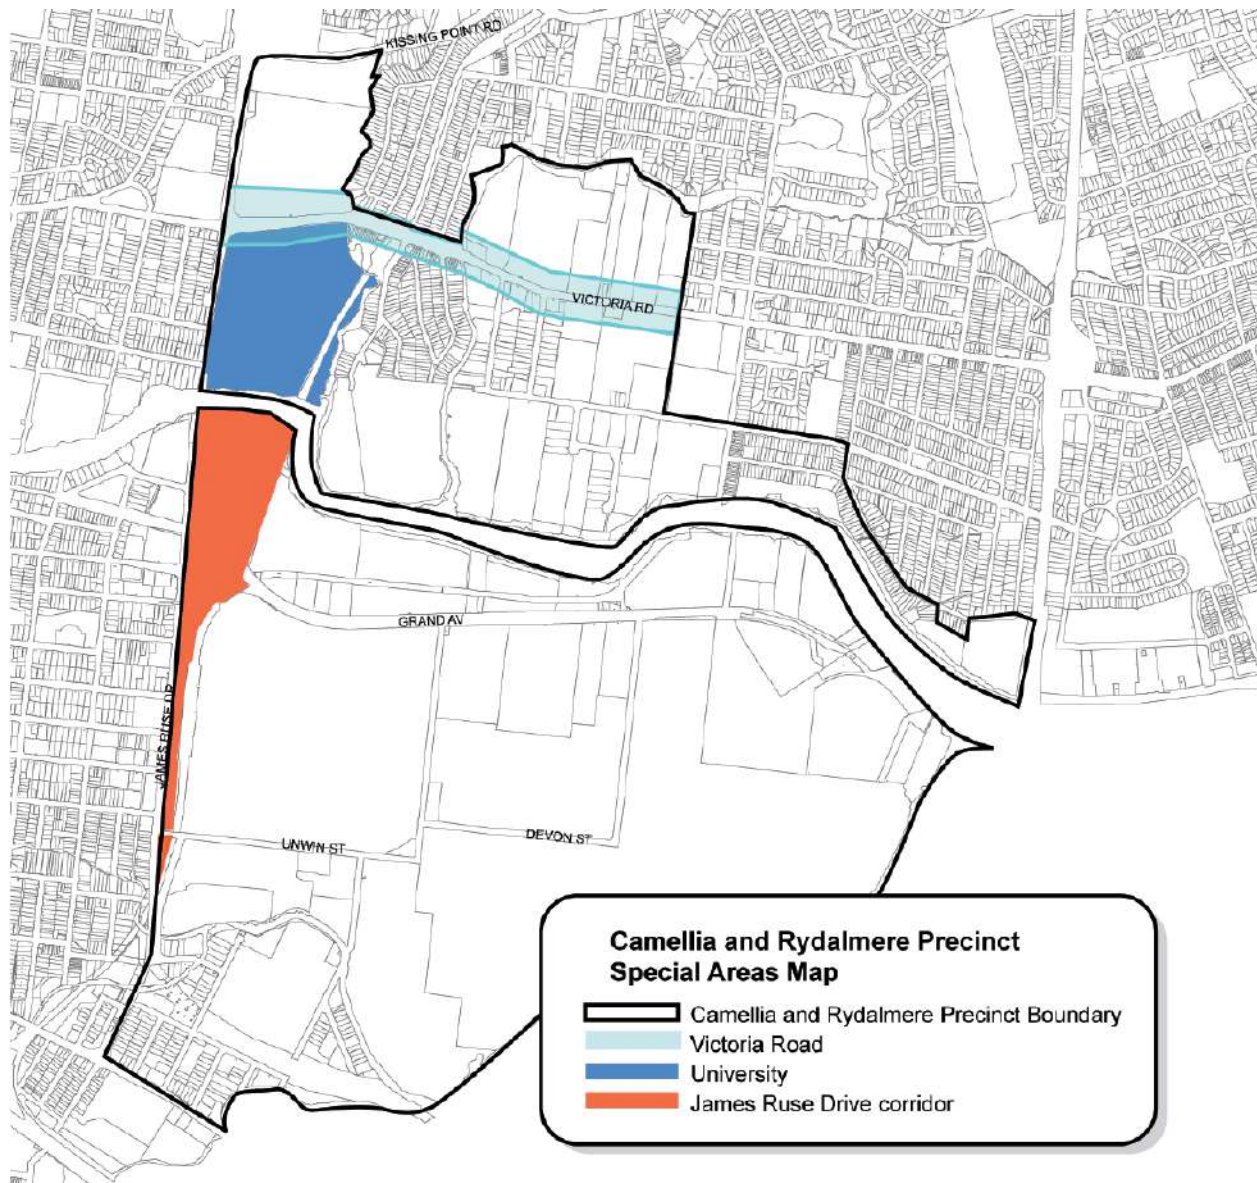 KISSING POINT RD
VICTORIA RD
GRAND AV
JAMES RUSE DR
UNWIN ST
DEVON ST
Camellia and Rydalmere Precinct
Special Areas Map
Camellia and Rydalmere Precinct Boundary
Victoria Road
University
James Ruse Drive corridor